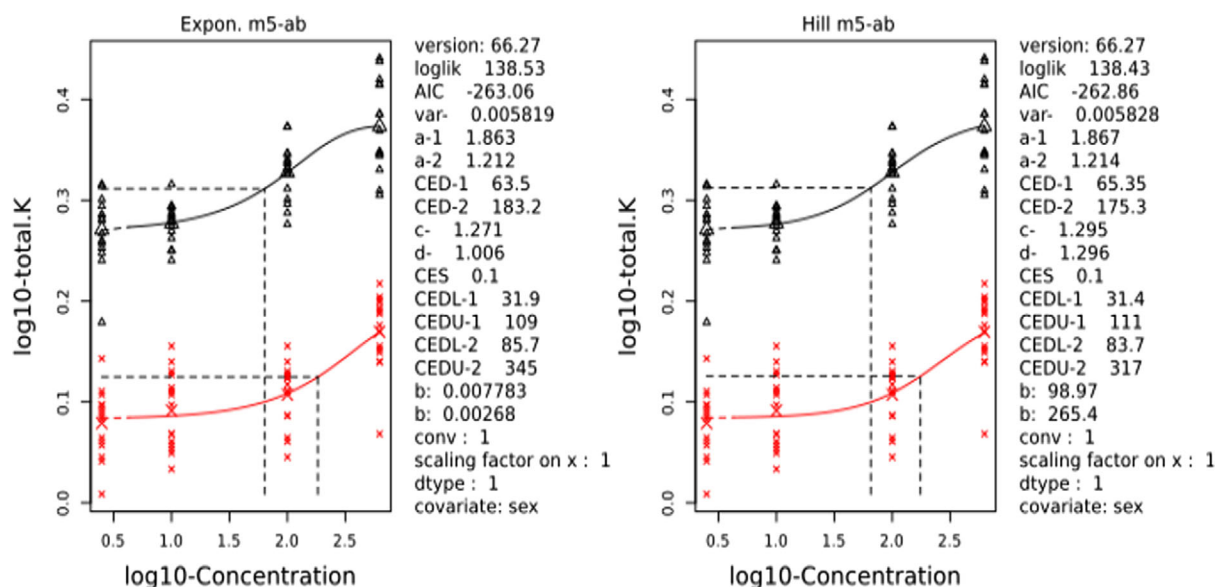 Expon. m5-ab
log10-total.K
0.4
0.3
0.2
0.1
0.0
0.5 1.0 2.0 2.5
log10-Concentration
version: 66.27
loglik 138.53
AIC -263.06
var- 0.005819
a-1 1.863
a-2 1.212
CED-1 63.5
CED-2 183.2
c- 1.271
d- 1.006
CES 0.1
CEDL-1 31.9
CEDU-1 109
CEDL-2 85.7
CEDU-2 345
b: 0.007783
b: 0.00268
conv : 1
scaling factor on x : 1
dtype : 1
covariate: sex
Hill m5-ab
log10-total.K
0.4
0.3
0.2
0.1
0.0
0.5 1.0 2.0 2.5
log10-Concentration
version: 66.27
loglik 138.43
AIC -262.86
var- 0.005828
a-1 1.867
a-2 1.214
CED-1 65.35
CED-2 175.3
c- 1.295
d- 1.296
CES 0.1
CEDL-1 31.4
CEDU-1 111
CEDL-2 83.7
CEDU-2 317
b: 98.97
b: 265.4
conv : 1
scaling factor on x : 1
dtype : 1
covariate: sex